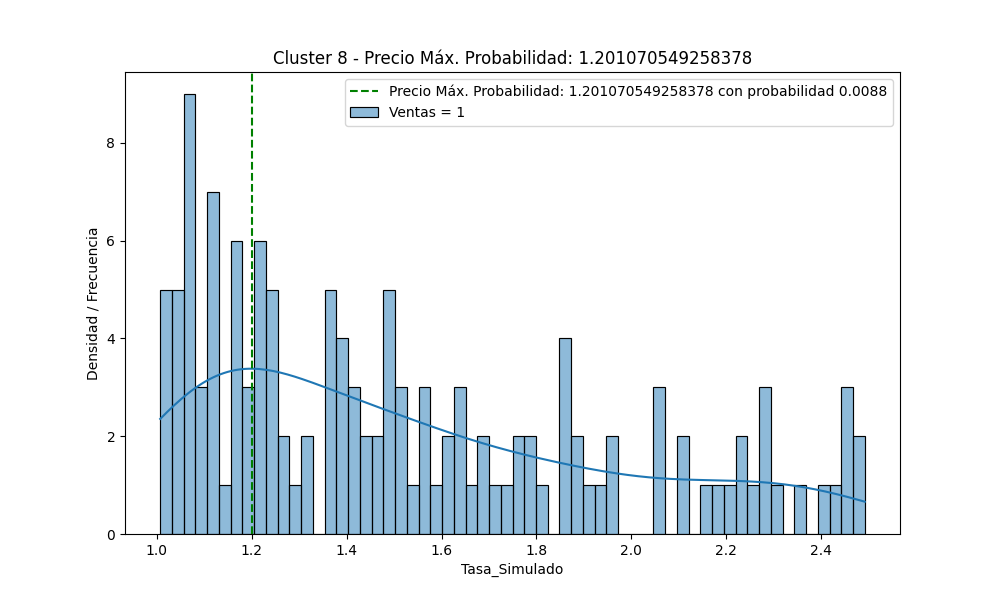 Cluster 8 - Precio Máx. Probabilidad: 1.201070549258378
Precio Máx. Probabilidad: 1.201070549258378 con probabilidad 0.0088
Ventas = 1
Densidad / Frecuencia
8
6
4
2
0
1.0 1.2 1.4 1.6 1.8 2.0 2.2 2.4
Tasa_Simulado